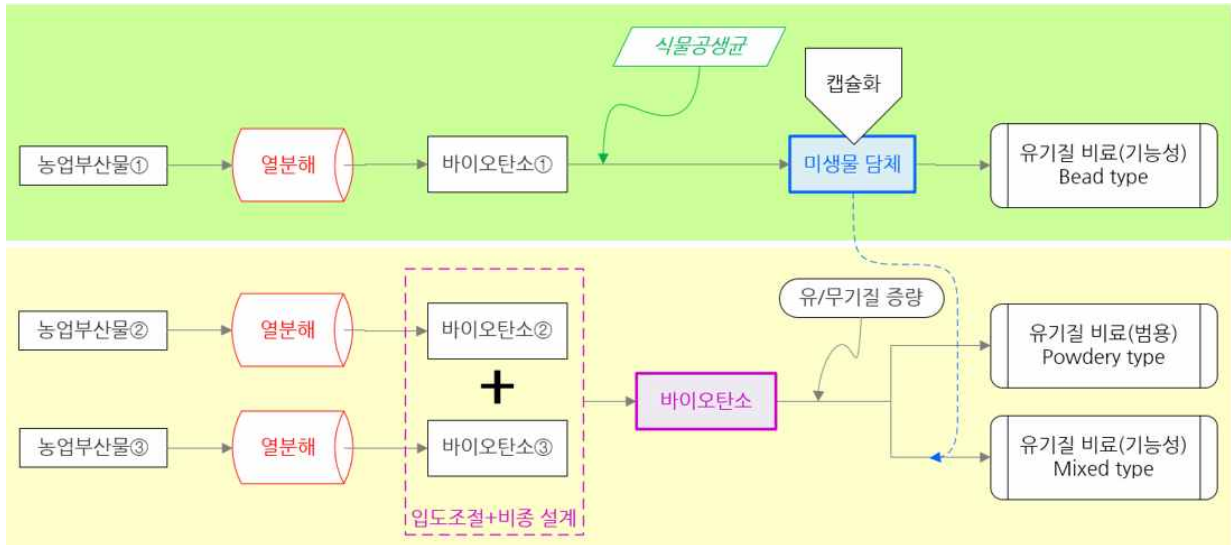 식물공생균
캡슐화
농업부산물①
열분해
바이오탄소①
미생물 담체
유기질 비료(기능성)
Bead type
유/무기질 증량
농업부산물②
열분해
바이오탄소②
유기질 비료(범용)
Powdery type
+
바이오탄소
농업부산물③
열분해
바이오탄소③
유기질 비료(기능성)
Mixed type
입도조절+비종 설계